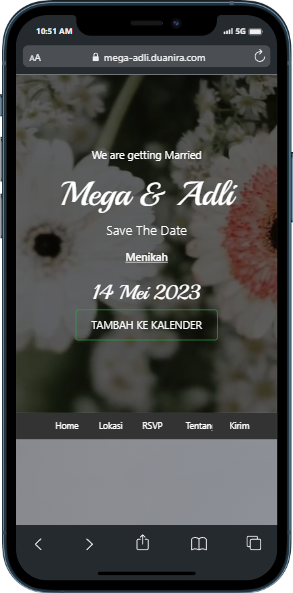 10:51 AM
5G
AA
mega-adli.duanira.com
We are getting Married
Mega & Adli
Save The Date
Menikah
14 Mei 2023
TAMBAH KE KALENDER
Home Lokasi RSVP Tentang Kirim